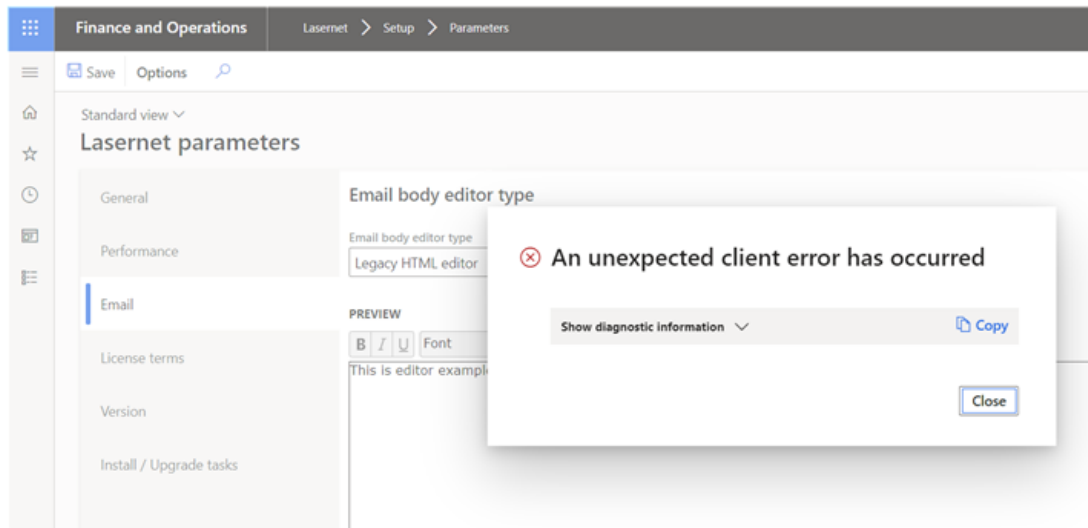 Finance and Operations
Lasernet > Setup > Parameters
Save Options
Standard view
Lasernet parameters
General
Performance
Email
License terms
Version
Install / Upgrade tasks
Email body editor type
Email body editor type
Legacy HTML editor
PREVIEW
B I U Font
This is editor example
An unexpected client error has occurred
Show diagnostic information
Copy
Close